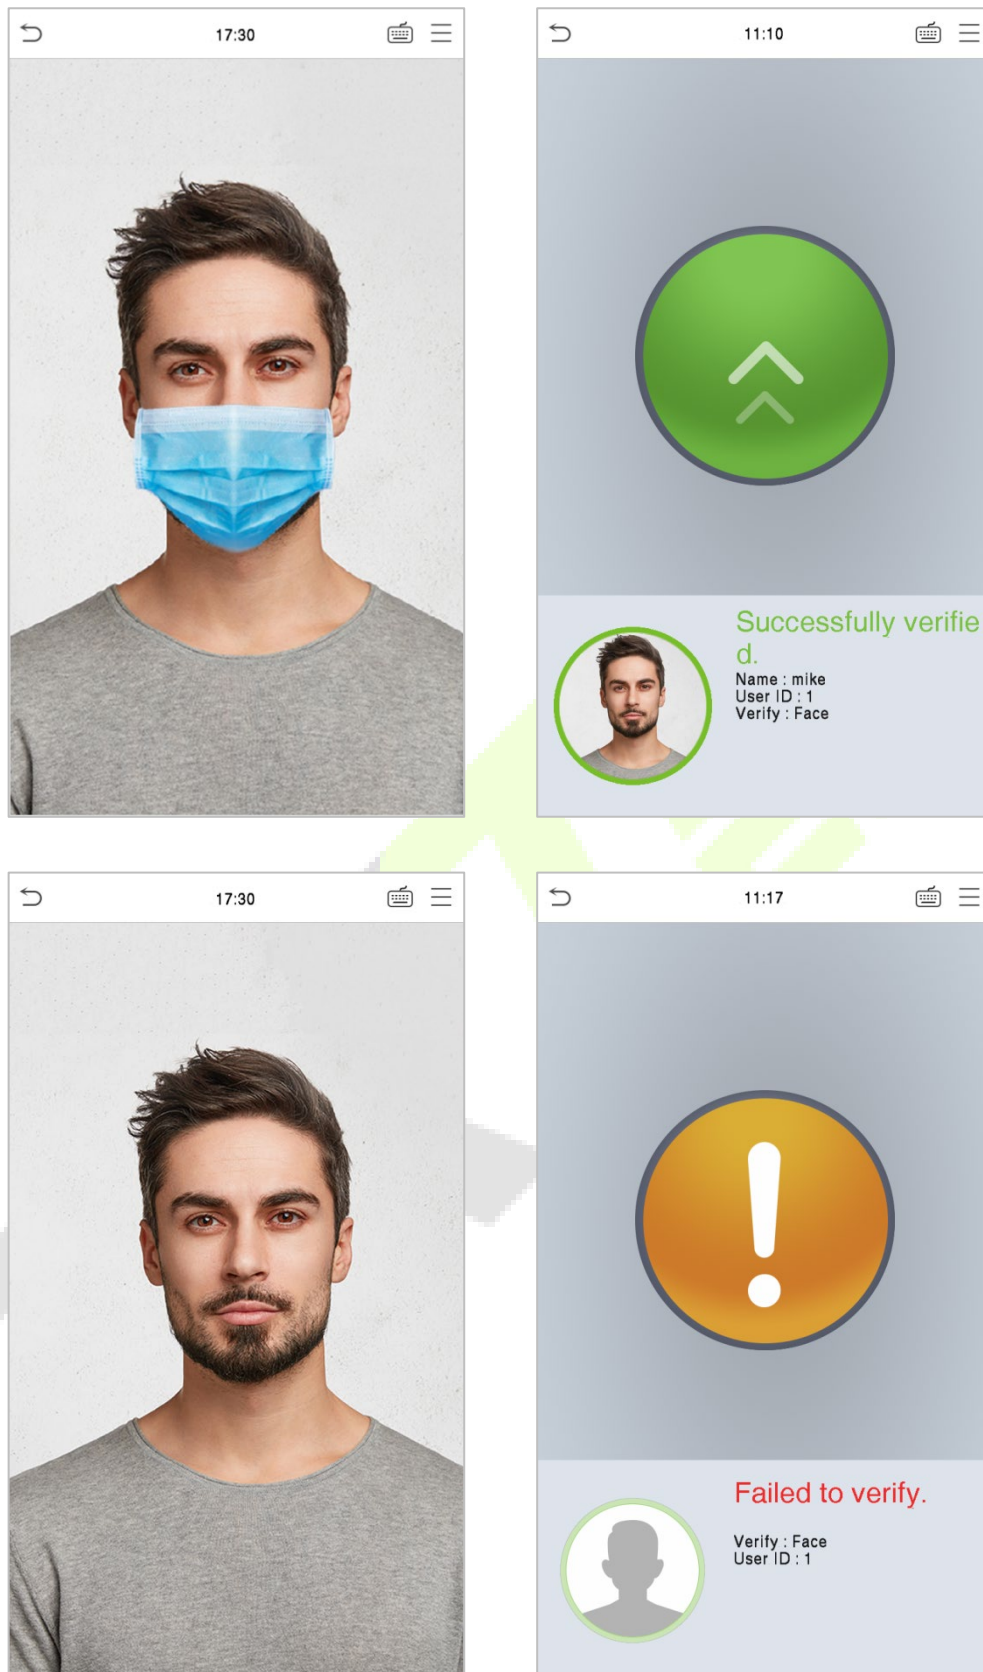 17:30
11:10
Successfully verifie
d.
Name : mike
User ID : 1
Verify : Face
17:30
11:17
Failed to verify.
Verify : Face
User ID : 1